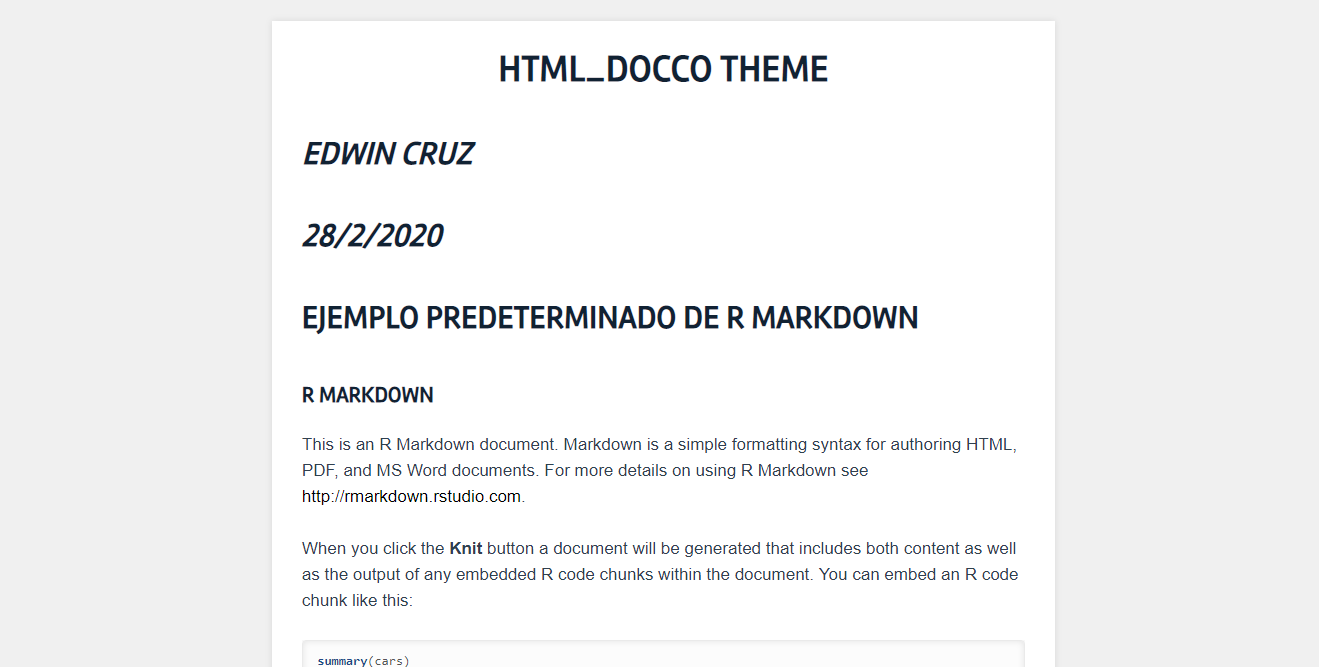 HTML_DOCCO THEME
EDWIN CRUZ
28/2/2020
EJEMPLO PREDETERMINADO DE R MARKDOWN
R MARKDOWN
This is an R Markdown document. Markdown is a simple formatting syntax for authoring HTML,
PDF, and MS Word documents. For more details on using R Markdown see
http://rmarkdown.rstudio.com.
When you click the Knit button a document will be generated that includes both content as well
as the output of any embedded R code chunks within the document. You can embed an R code
chunk like this:
summary(cars)